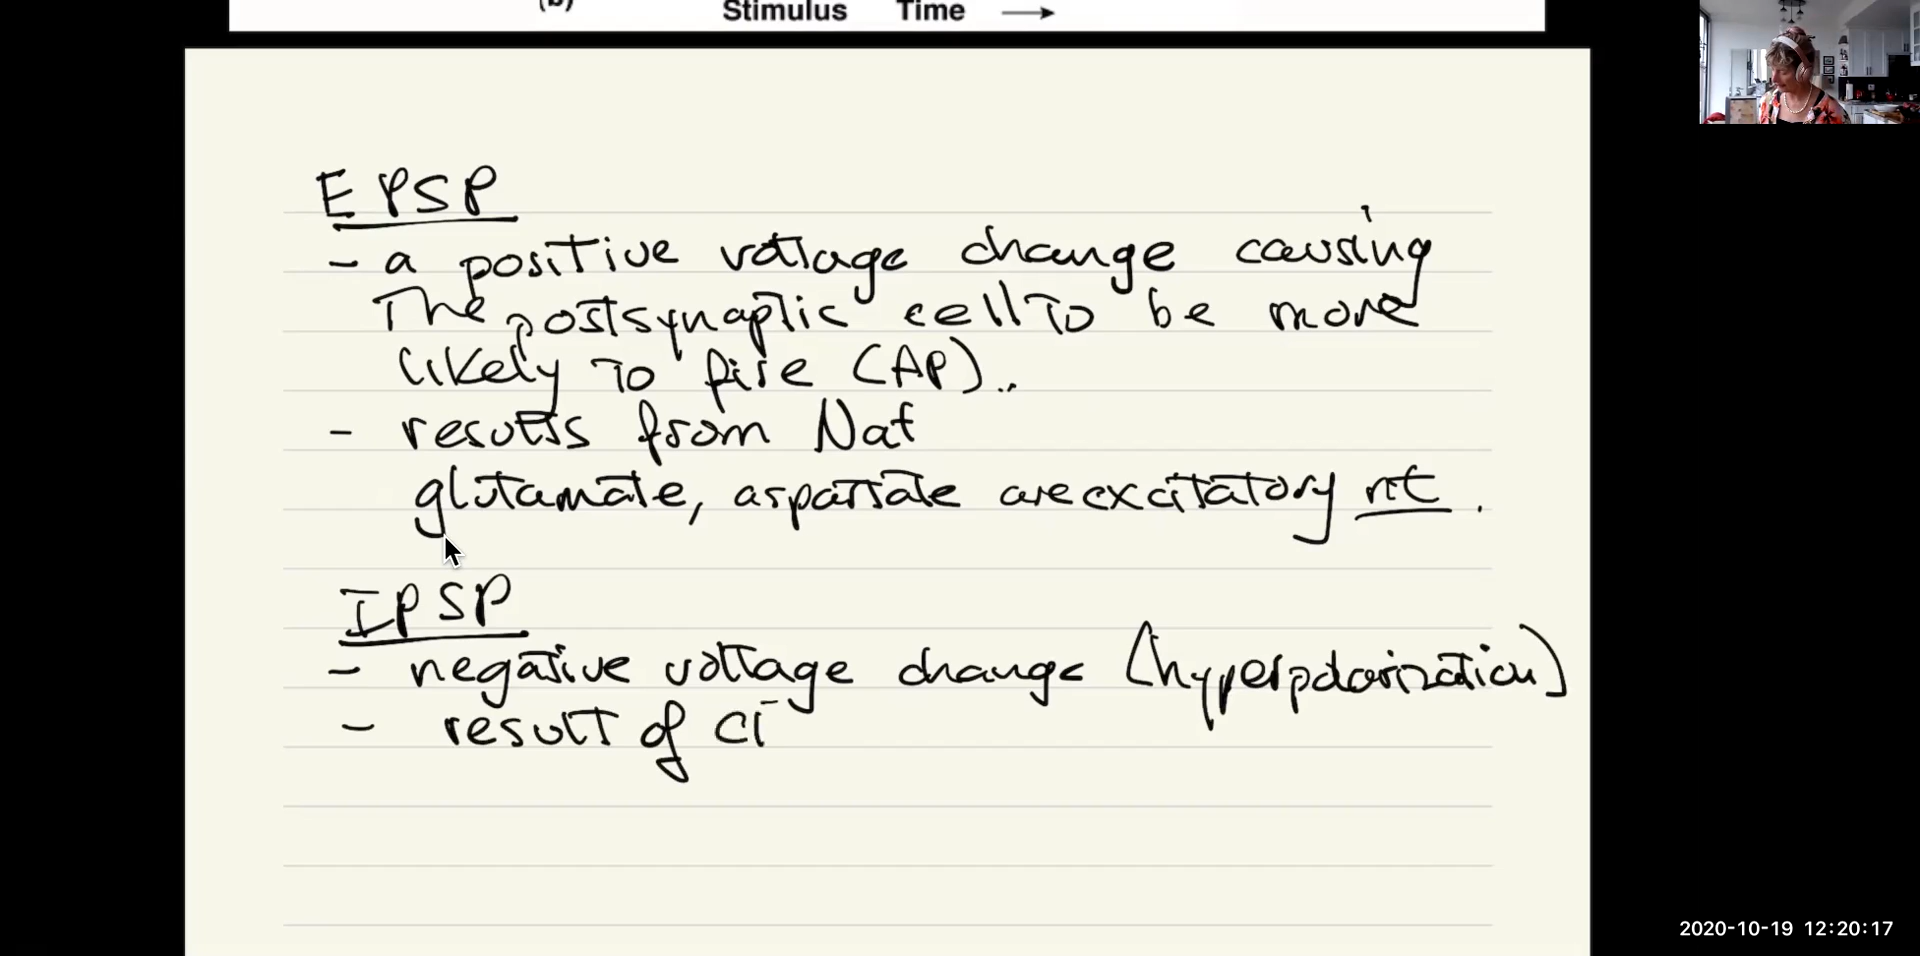 (b) Stimulus Time →
EPSP
- a positive voltage change causing
The postsynaptic cell To be more
likely To fire (AP)..
- results from Na+
glutamate, aspartate are excitatory nt.
IPSP
- negative voltage change (hyperpolarization)
- result of Cl-
2020-10-19 12:20:17